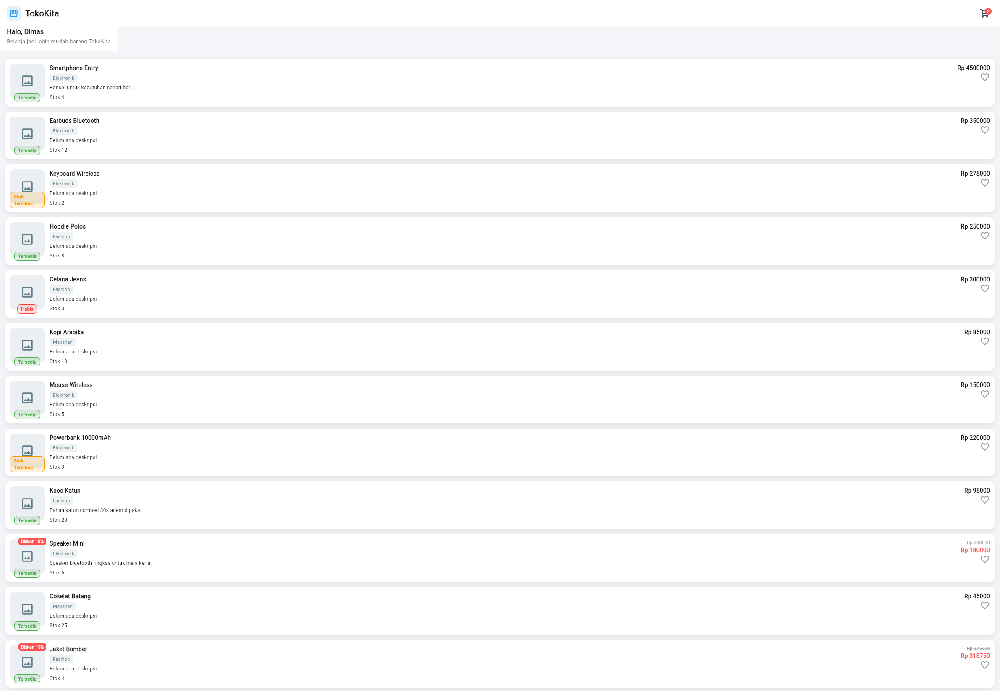 TokoKita
2
Halo, Dimas
Belanja jadi lebih mudah bareng TokoKita
Smartphone Entry
Rp 4500000
Elektronik
Ponsel untuk kebutuhan sehari-hari.
Tersedia
Stok 4
Earbuds Bluetooth
Rp 350000
Elektronik
Belum ada deskripsi
Tersedia
Stok 12
Keyboard Wireless
Rp 275000
Elektronik
Belum ada deskripsi
Stok
Terbatas
Stok 2
Hoodie Polos
Rp 250000
Fashion
Belum ada deskripsi
Tersedia
Stok 8
Celana Jeans
Rp 300000
Fashion
Belum ada deskripsi
Habis
Stok 0
Kopi Arabika
Rp 85000
Makanan
Belum ada deskripsi
Tersedia
Stok 10
Mouse Wireless
Rp 150000
Elektronik
Belum ada deskripsi
Tersedia
Stok 5
Powerbank 10000mAh
Rp 220000
Elektronik
Belum ada deskripsi
Stok
Terbatas
Stok 3
Kaos Katun
Rp 95000
Fashion
Bahan katun combed 30s adem dipakai.
Tersedia
Stok 20
Diskon 10%
Speaker Mini
Rp 200000
Rp 180000
Elektronik
Speaker bluetooth ringkas untuk meja kerja.
Tersedia
Stok 6
Cokelat Batang
Rp 45000
Makanan
Belum ada deskripsi
Tersedia
Stok 25
Diskon 15%
Jaket Bomber
Rp 375000
Rp 318750
Fashion
Belum ada deskripsi
Tersedia
Stok 4